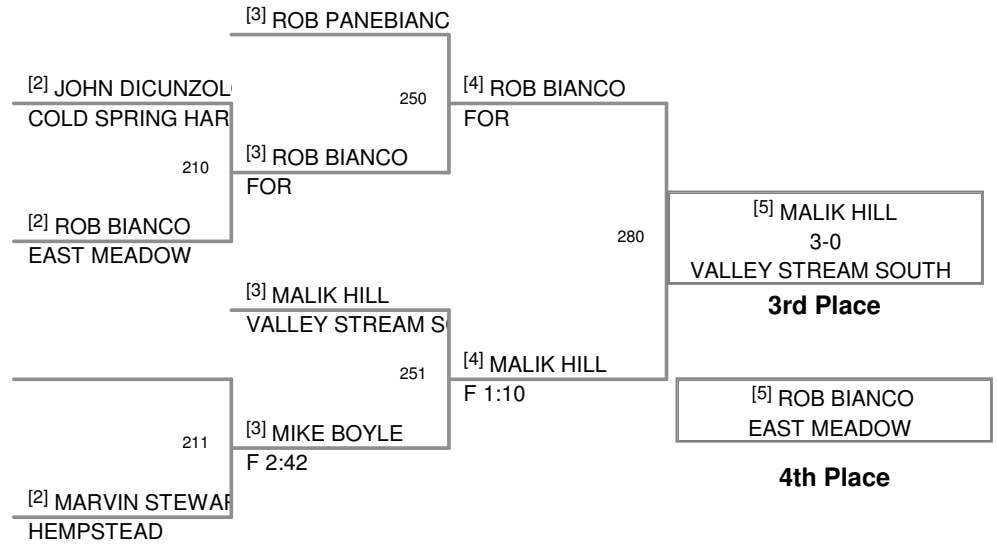 [3] ROB PANEBIANC
[2] JOHN DICUNZOL
COLD SPRING HAR
250
[4] ROB BIANCO
FOR
210
[3] ROB BIANCO
FOR
[2] ROB BIANCO
EAST MEADOW
280
[5] MALIK HILL
3-0
VALLEY STREAM SOUTH
3rd Place
[3] MALIK HILL
VALLEY STREAM S
251
[4] MALIK HILL
F 1:10
211
[3] MIKE BOYLE
F 2:42
[5] ROB BIANCO
EAST MEADOW
4th Place
[2] MARVIN STEWAR
HEMPSTEAD